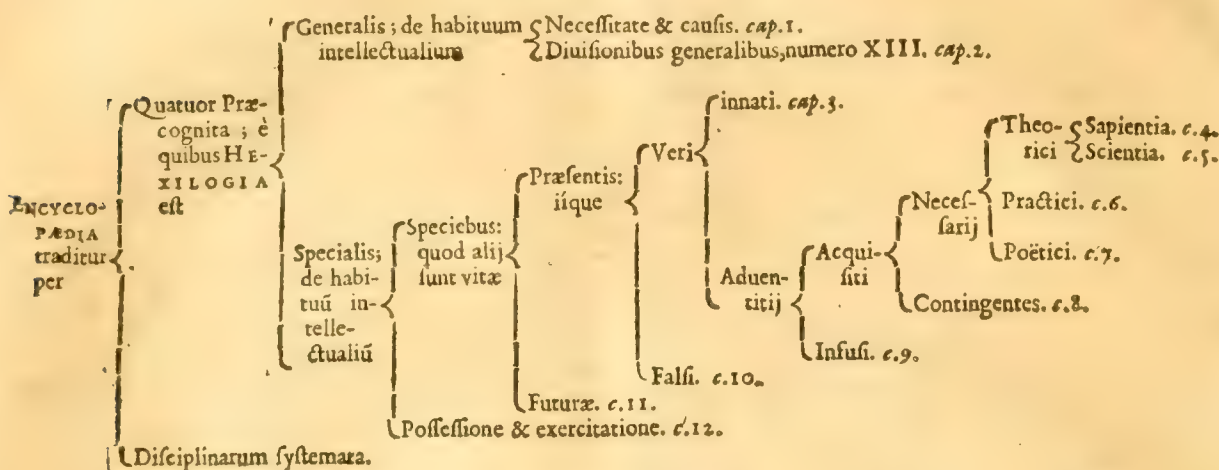 ENCYCLO-
PÆDIA
traditur
per
Quatuor Præ-
cognita ; è
quibus HE-
XILOGIA
eſt
Generalis ; de habituum
intellectualium
Neceſſitate & cauſis. cap.1.
Diuiſionibus generalibus, numero XIII. cap.2.
Specialis;
de habi-
tuū in-
telle-
ctualiū
Speciebus:
quod alij
ſunt vitæ
Præſentis:
iíque
Veri
innati. cap.3.
Aduen-
titij
Acqui-
ſiti
Neceſ-
ſarij
Theo-
rici
Sapientia. c.4.
Scientia. c.5.
Practici. c.6.
Poëtici. c.7.
Contingentes. c.8.
Infuſi. c.9.
Falſi. c.10.
Futuræ. c.11.
Poſſeſſione & exercitatione. c.12.
Diſciplinarum ſyſtemata.